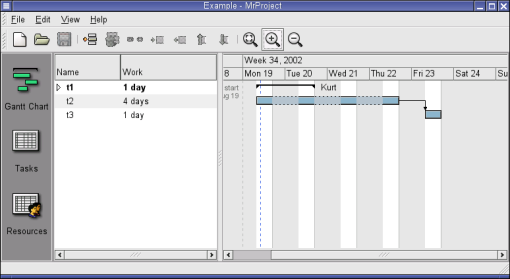 Example - MrProject
File Edit View Help
Week 34, 2002
Name Work
8 Mon 19 Tue 20 Wed 21 Thu 22 Fri 23 Sat 24 Su
t1 1 day
start
ug 19
Kurt
t2 4 days
t3 1 day
Gantt Chart
Tasks
Resources